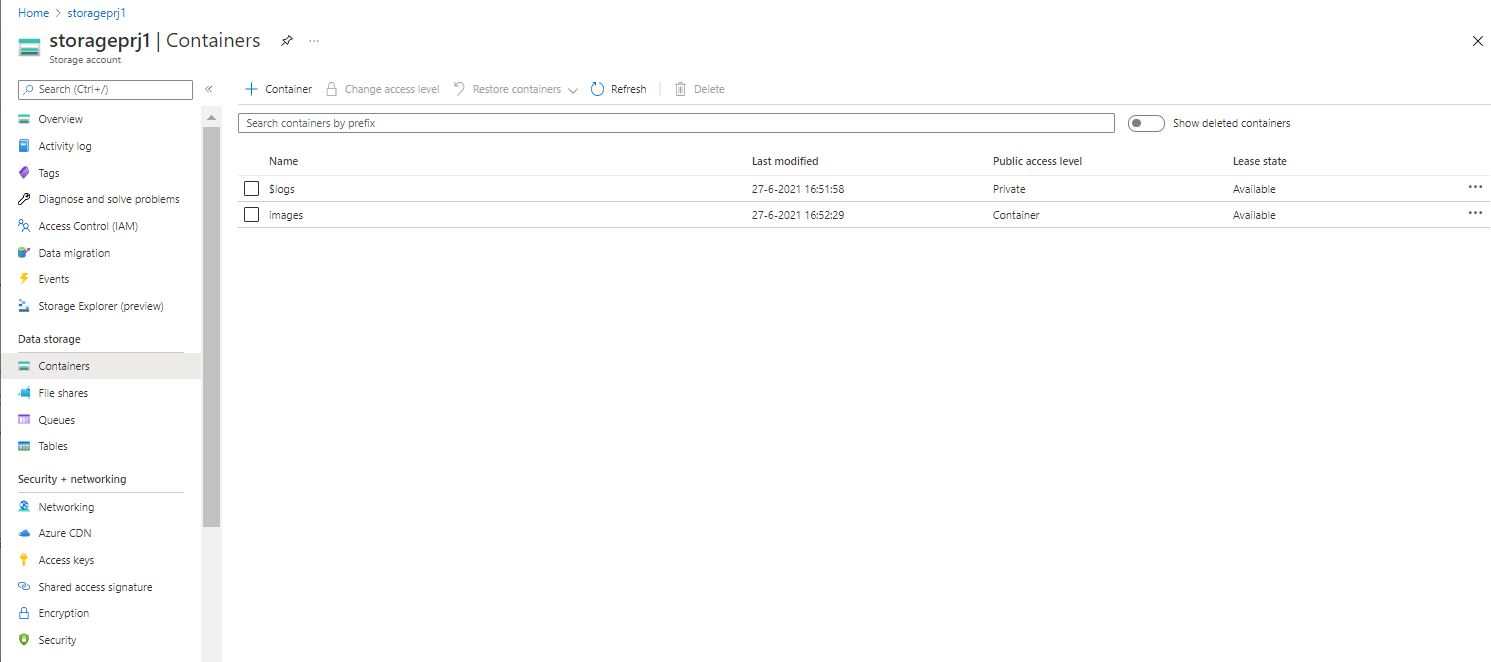 Home > storageprj1
storageprj1 | Containers ...
Storage account
Search (Ctrl+/) «
Overview
Activity log
Tags
Diagnose and solve problems
Access Control (IAM)
Data migration
Events
Storage Explorer (preview)
Data storage
Containers
File shares
Queues
Tables
Security + networking
Networking
Azure CDN
Access keys
Shared access signature
Encryption
Security
+ Container Change access level Restore containers Refresh | Delete
Search containers by prefix Show deleted containers
Name Last modified Public access level Lease state
$logs 27-6-2021 16:51:58 Private Available ...
images 27-6-2021 16:52:29 Container Available ...